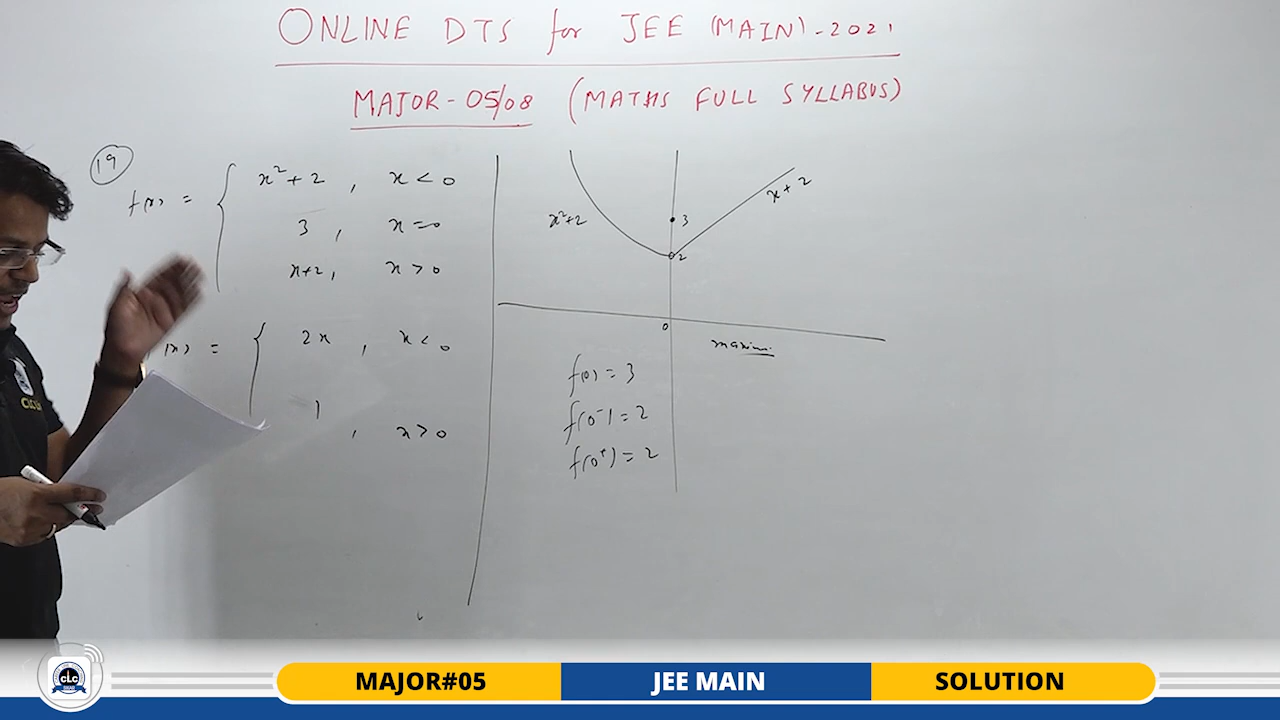 ONLINE DTS for JEE (MAIN)-2021
MAJOR-05/08 (MATHS FULL SYLLABUS)
19
f(x) = { x²+2 , x<0
3 , x=0
x+2, x>0
(x) = { 2x , x<0
1 , x>0
x²+2
3
x+2
2
0
maxim.
f(0) = 3
f(0⁻) = 2
f(0⁺) = 2
CLC
MAJOR#05
JEE MAIN
SOLUTION